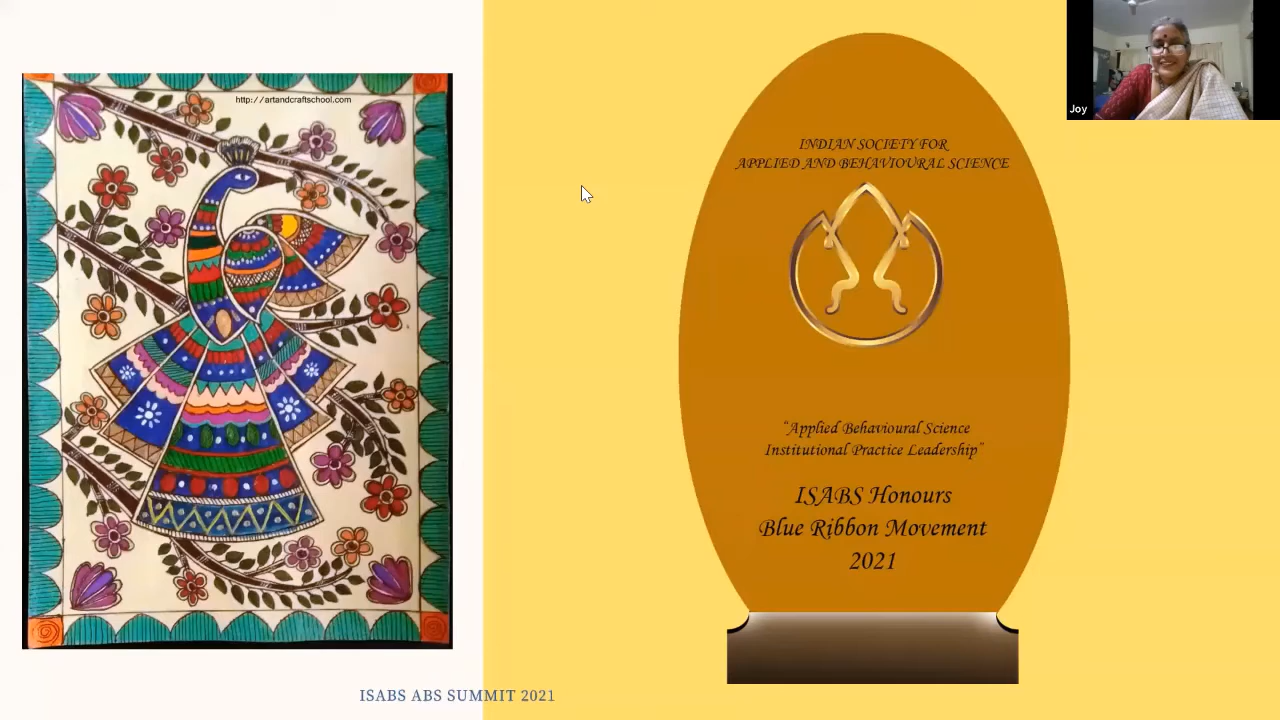 http://artandcraftschool.com
INDIAN SOCIETY FOR
APPLIED AND BEHAVIOURAL SCIENCE
"Applied Behavioural Science
Institutional Practice Leadership"
ISABS Honours
Blue Ribbon Movement
2021
ISABS ABS SUMMIT 2021
Joy